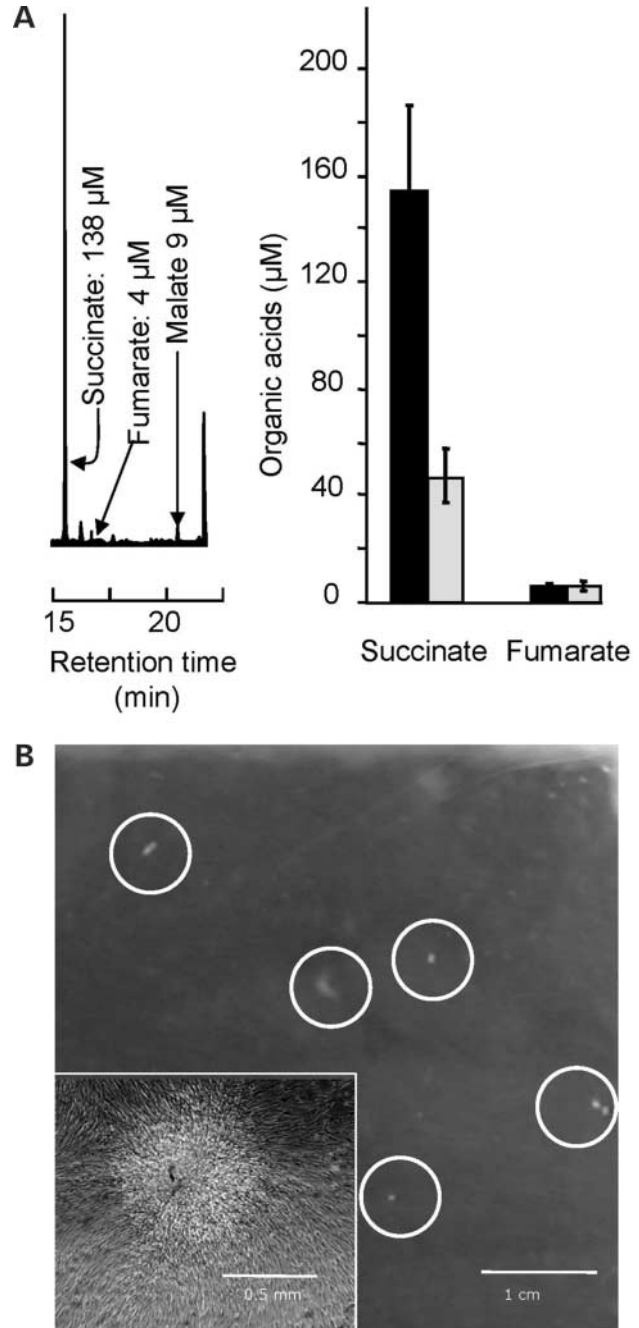 A
Succinate: 138 µM
Fumarate: 4 µM
Malate 9 µM
15
20
Retention time
(min)
Organic acids (µM)
200
160
120
80
40
0
Succinate
Fumarate
B
0.5 mm
1 cm